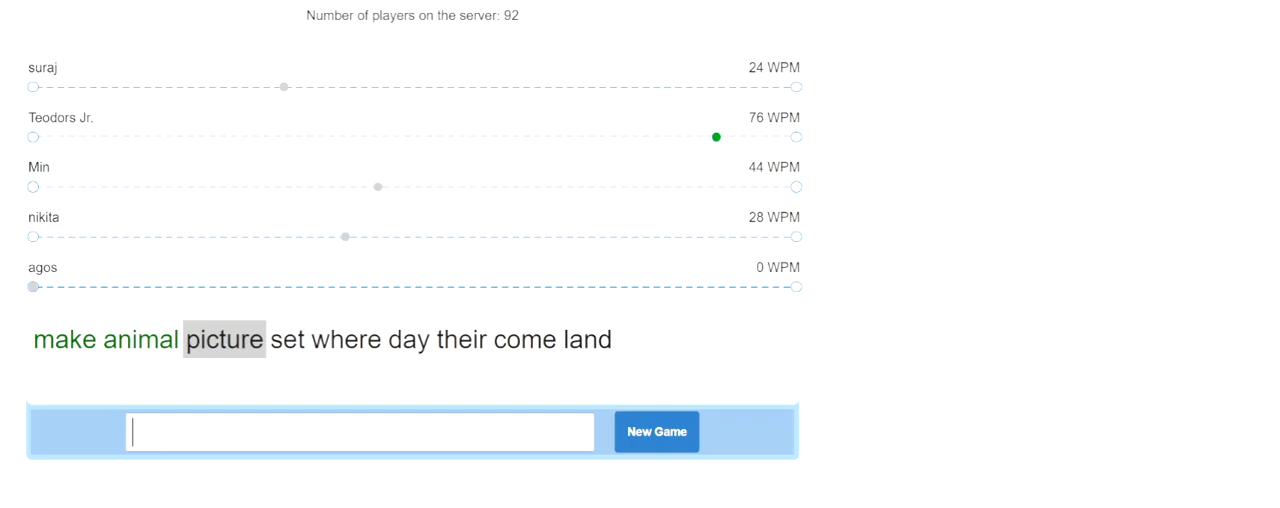 Number of players on the server: 92
suraj 24 WPM
Teodors Jr. 76 WPM
Min 44 WPM
nikita 28 WPM
agos 0 WPM
make animal picture set where day their come land
New Game